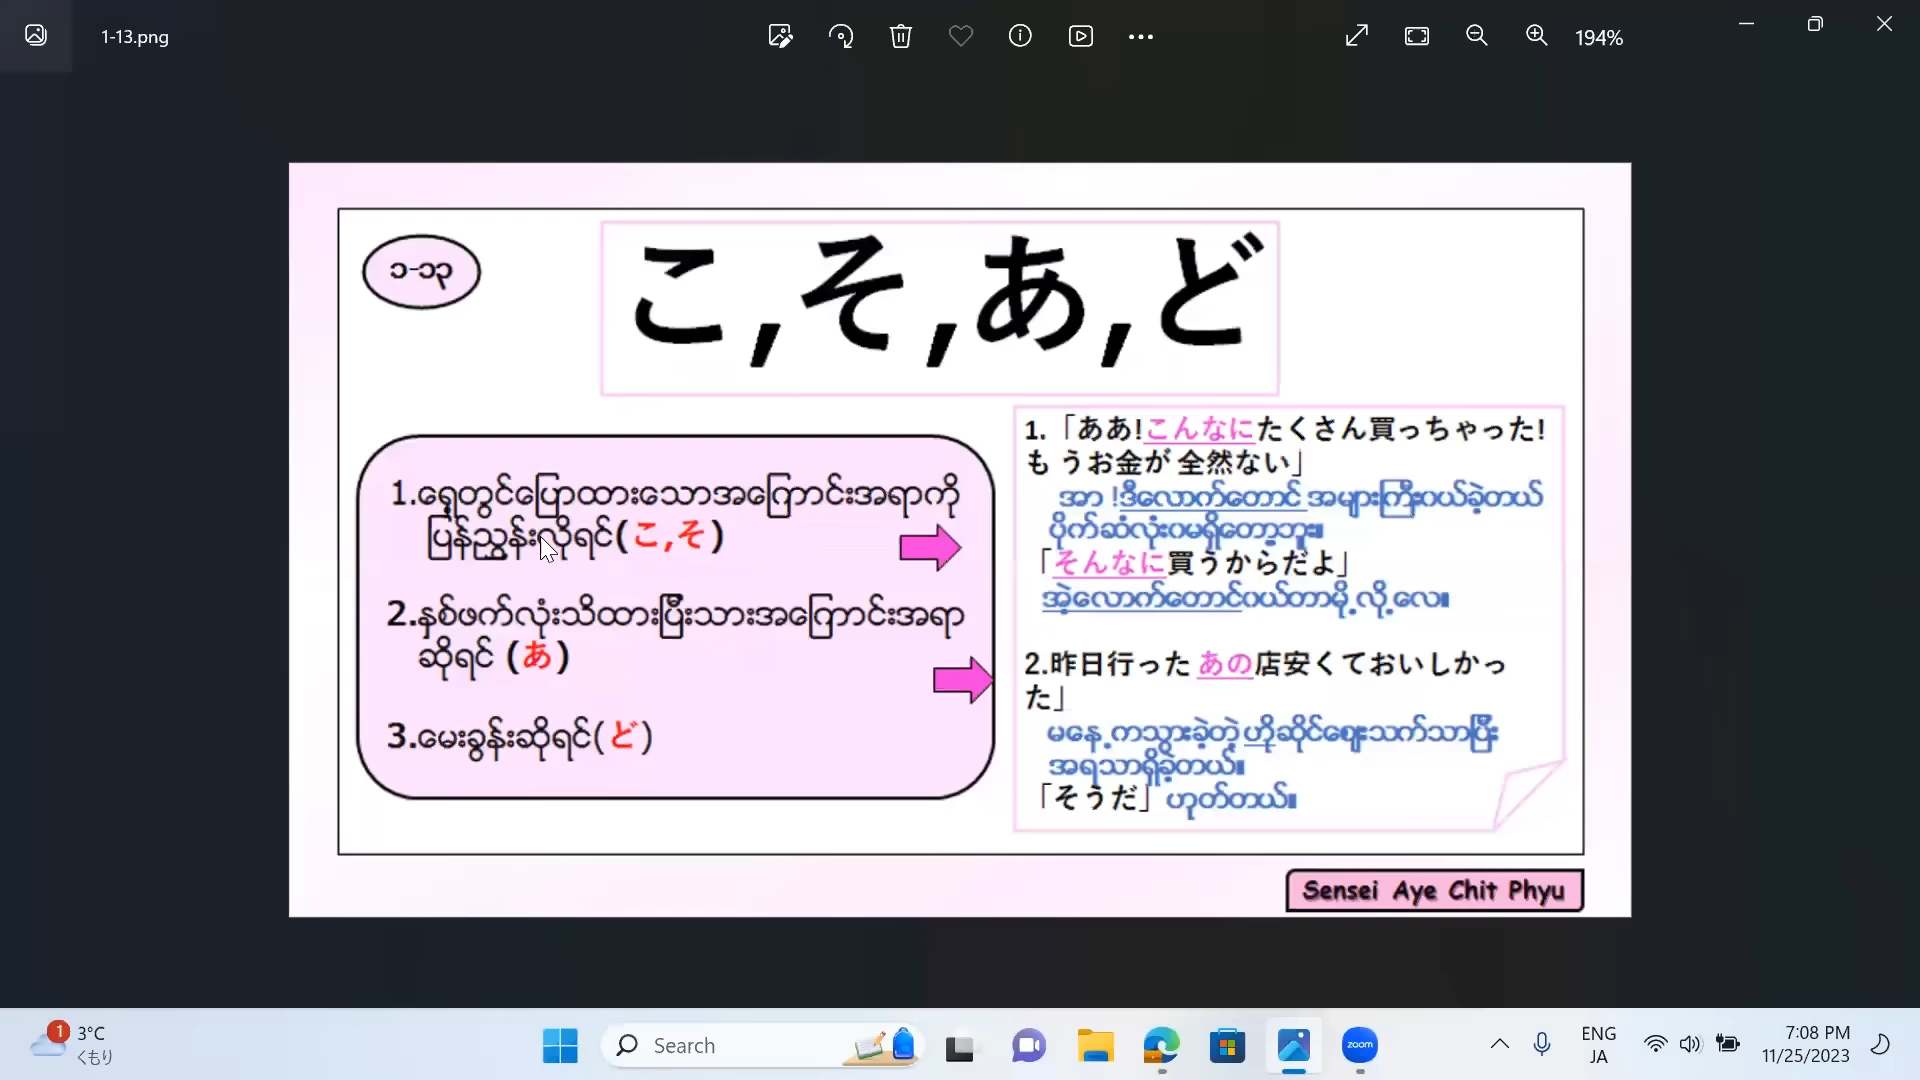 1-13.png
194%
၁-၁၃
こ,そ,あ,ど
1.ရှေ့တွင်ပြောထားသောအကြောင်းအရာကို
ပြန်ညွှန်းလိုရင်(こ,そ)
2.နှစ်ဖက်လုံးသိထားပြီးသားအကြောင်းအရာ
ဆိုရင် (あ)
3.မေးခွန်းဆိုရင်(ど)
1.「ああ!こんなにたくさん買っちゃった!
も うお金が 全然ない」
အာ !ဒီလောက်တောင် အများကြီးဝယ်ခဲ့တယ်
ပိုက်ဆံလုံးဝမရှိတော့ဘူး။
「そんなに買うからだよ」
အဲ့လောက်တောင်ဝယ်တာမို့လို့လေ။
2.昨日行った あの店安くておいしかっ
た」
မနေ့ကသွားခဲ့တဲ့ ဟိုဆိုင်ဈေးသက်သာပြီး
အရသာရှိခဲ့တယ်။
「そうだ」ဟုတ်တယ်။
Sensei Aye Chit Phyu
1
3°C
くもり
Search
zoom
ENG
JA
7:08 PM
11/25/2023